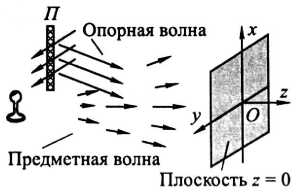 П
Опорная волна
x
z
y
O
Предметная волна
Плоскость z = 0